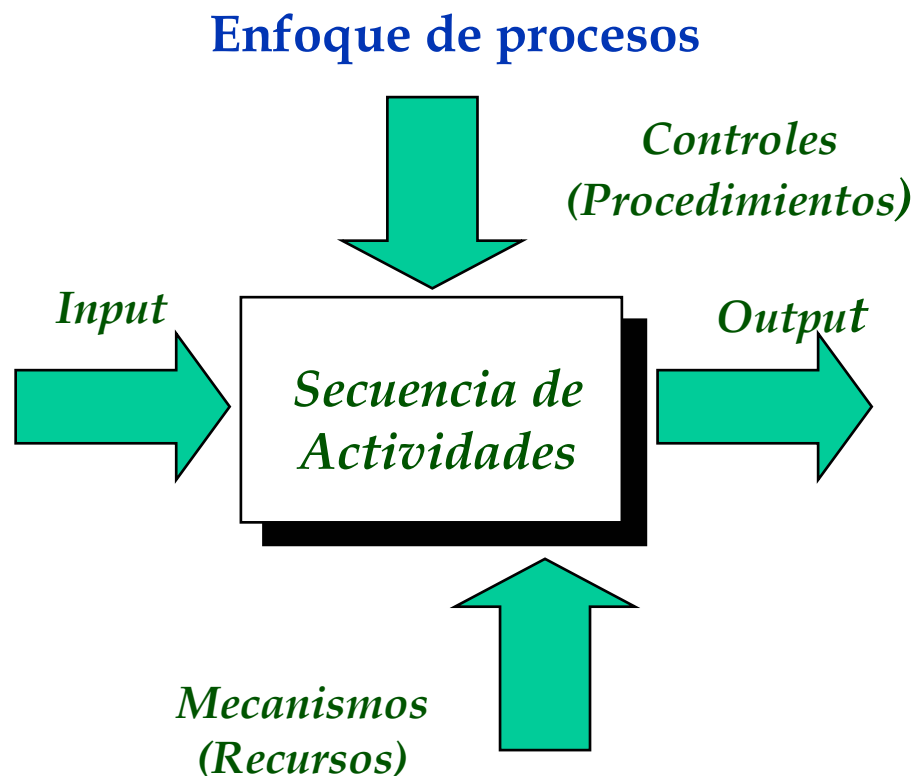 Enfoque de procesos
Controles
(Procedimientos)
Input
Output
Secuencia de
Actividades
Mecanismos
(Recursos)